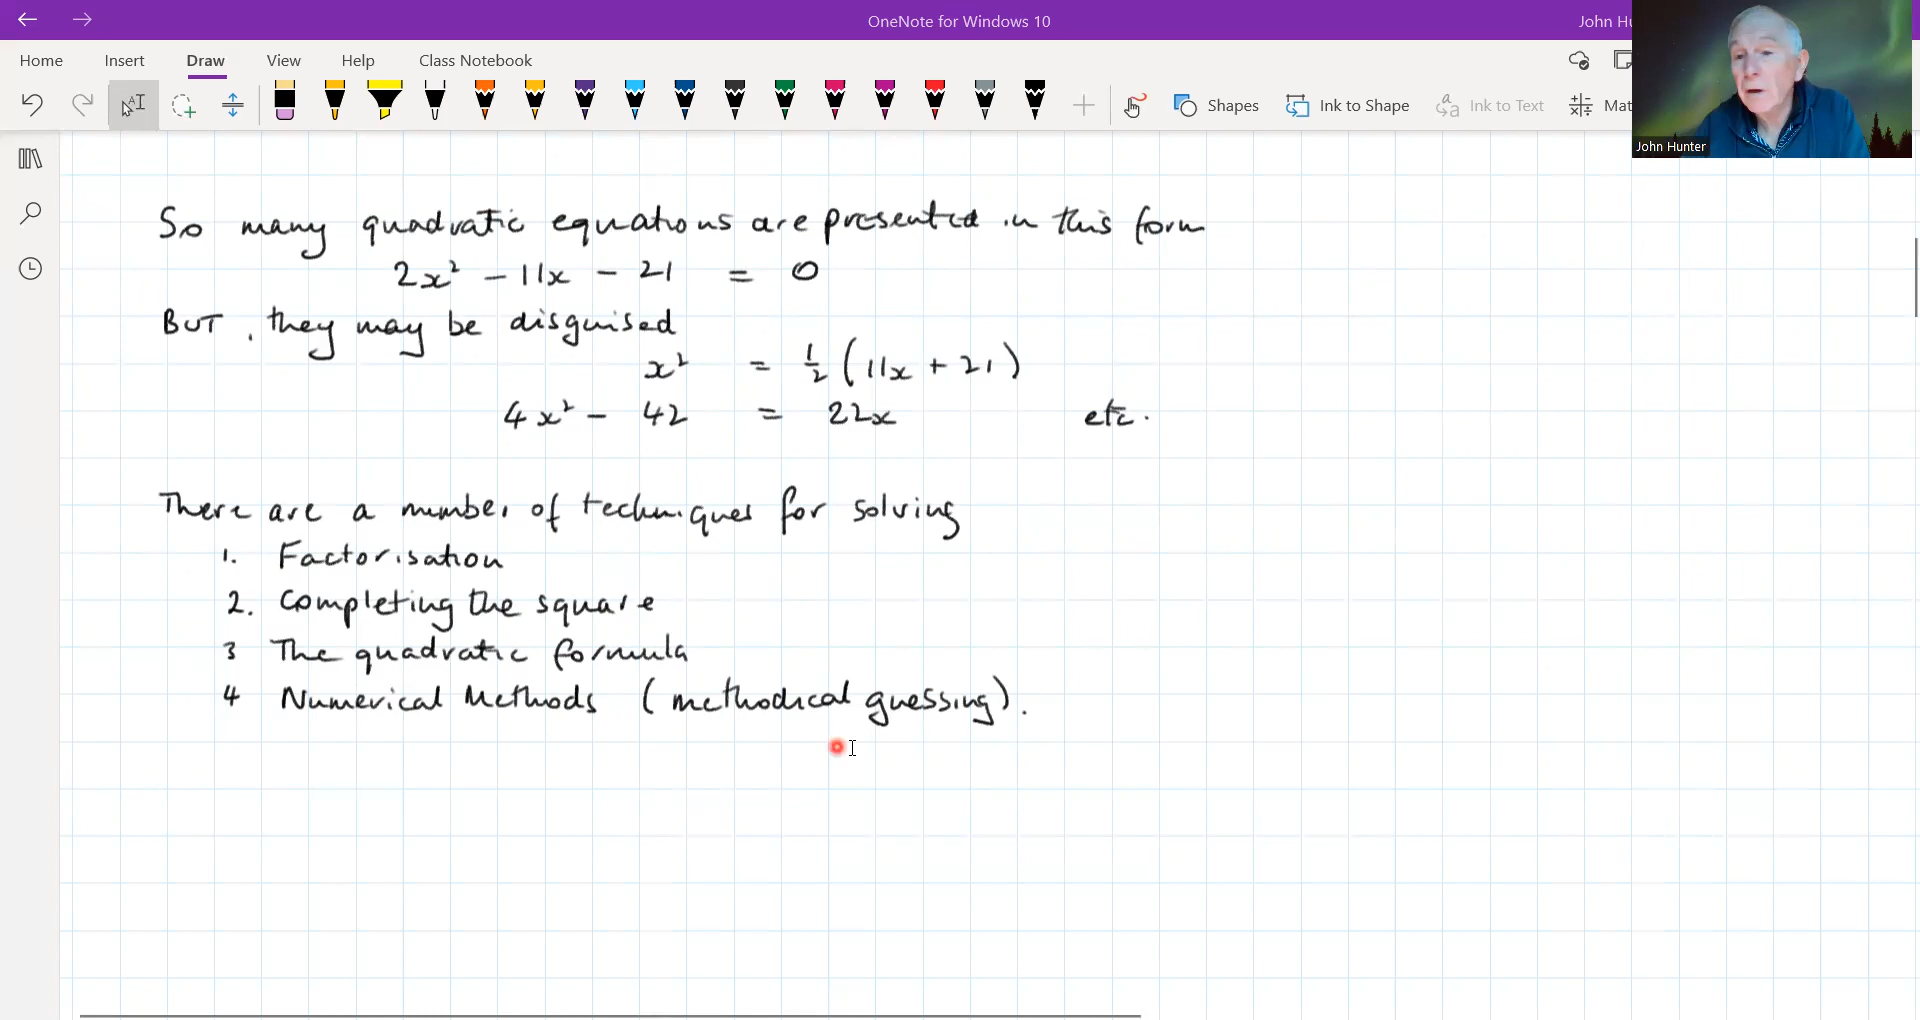 OneNote for Windows 10
John Hu
Home Insert Draw View Help Class Notebook
Shapes Ink to Shape Ink to Text Mat
John Hunter
So many quadratic equations are presented in this form
2x² - 11x - 21 = 0
BUT, they may be disguised
x² = ½ (11x + 21)
4x² - 42 = 22x etc.
There are a number of techniques for solving
1. Factorisation
2. Completing the square
3 The quadratic formula
4 Numerical Methods (methodical guessing).